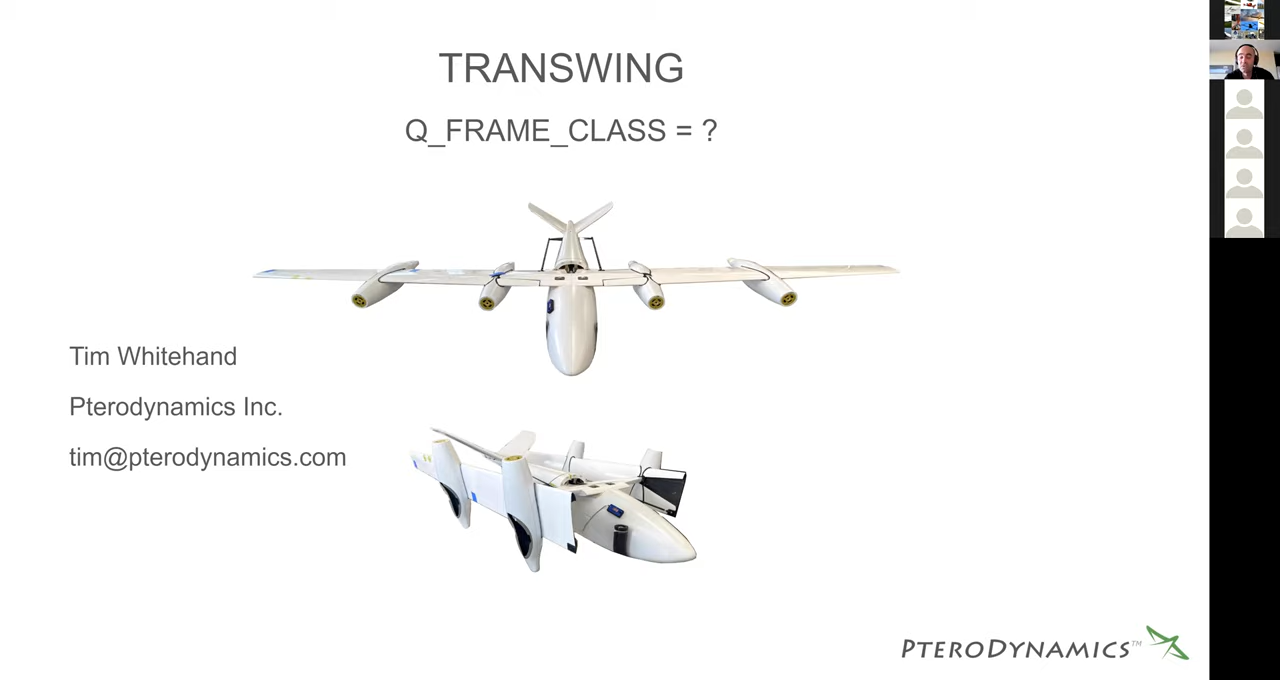 TRANSWING
Q_FRAME_CLASS = ?
Tim Whitehand
Pterodynamics Inc.
tim@pterodynamics.com
PTERODYNAMICS™